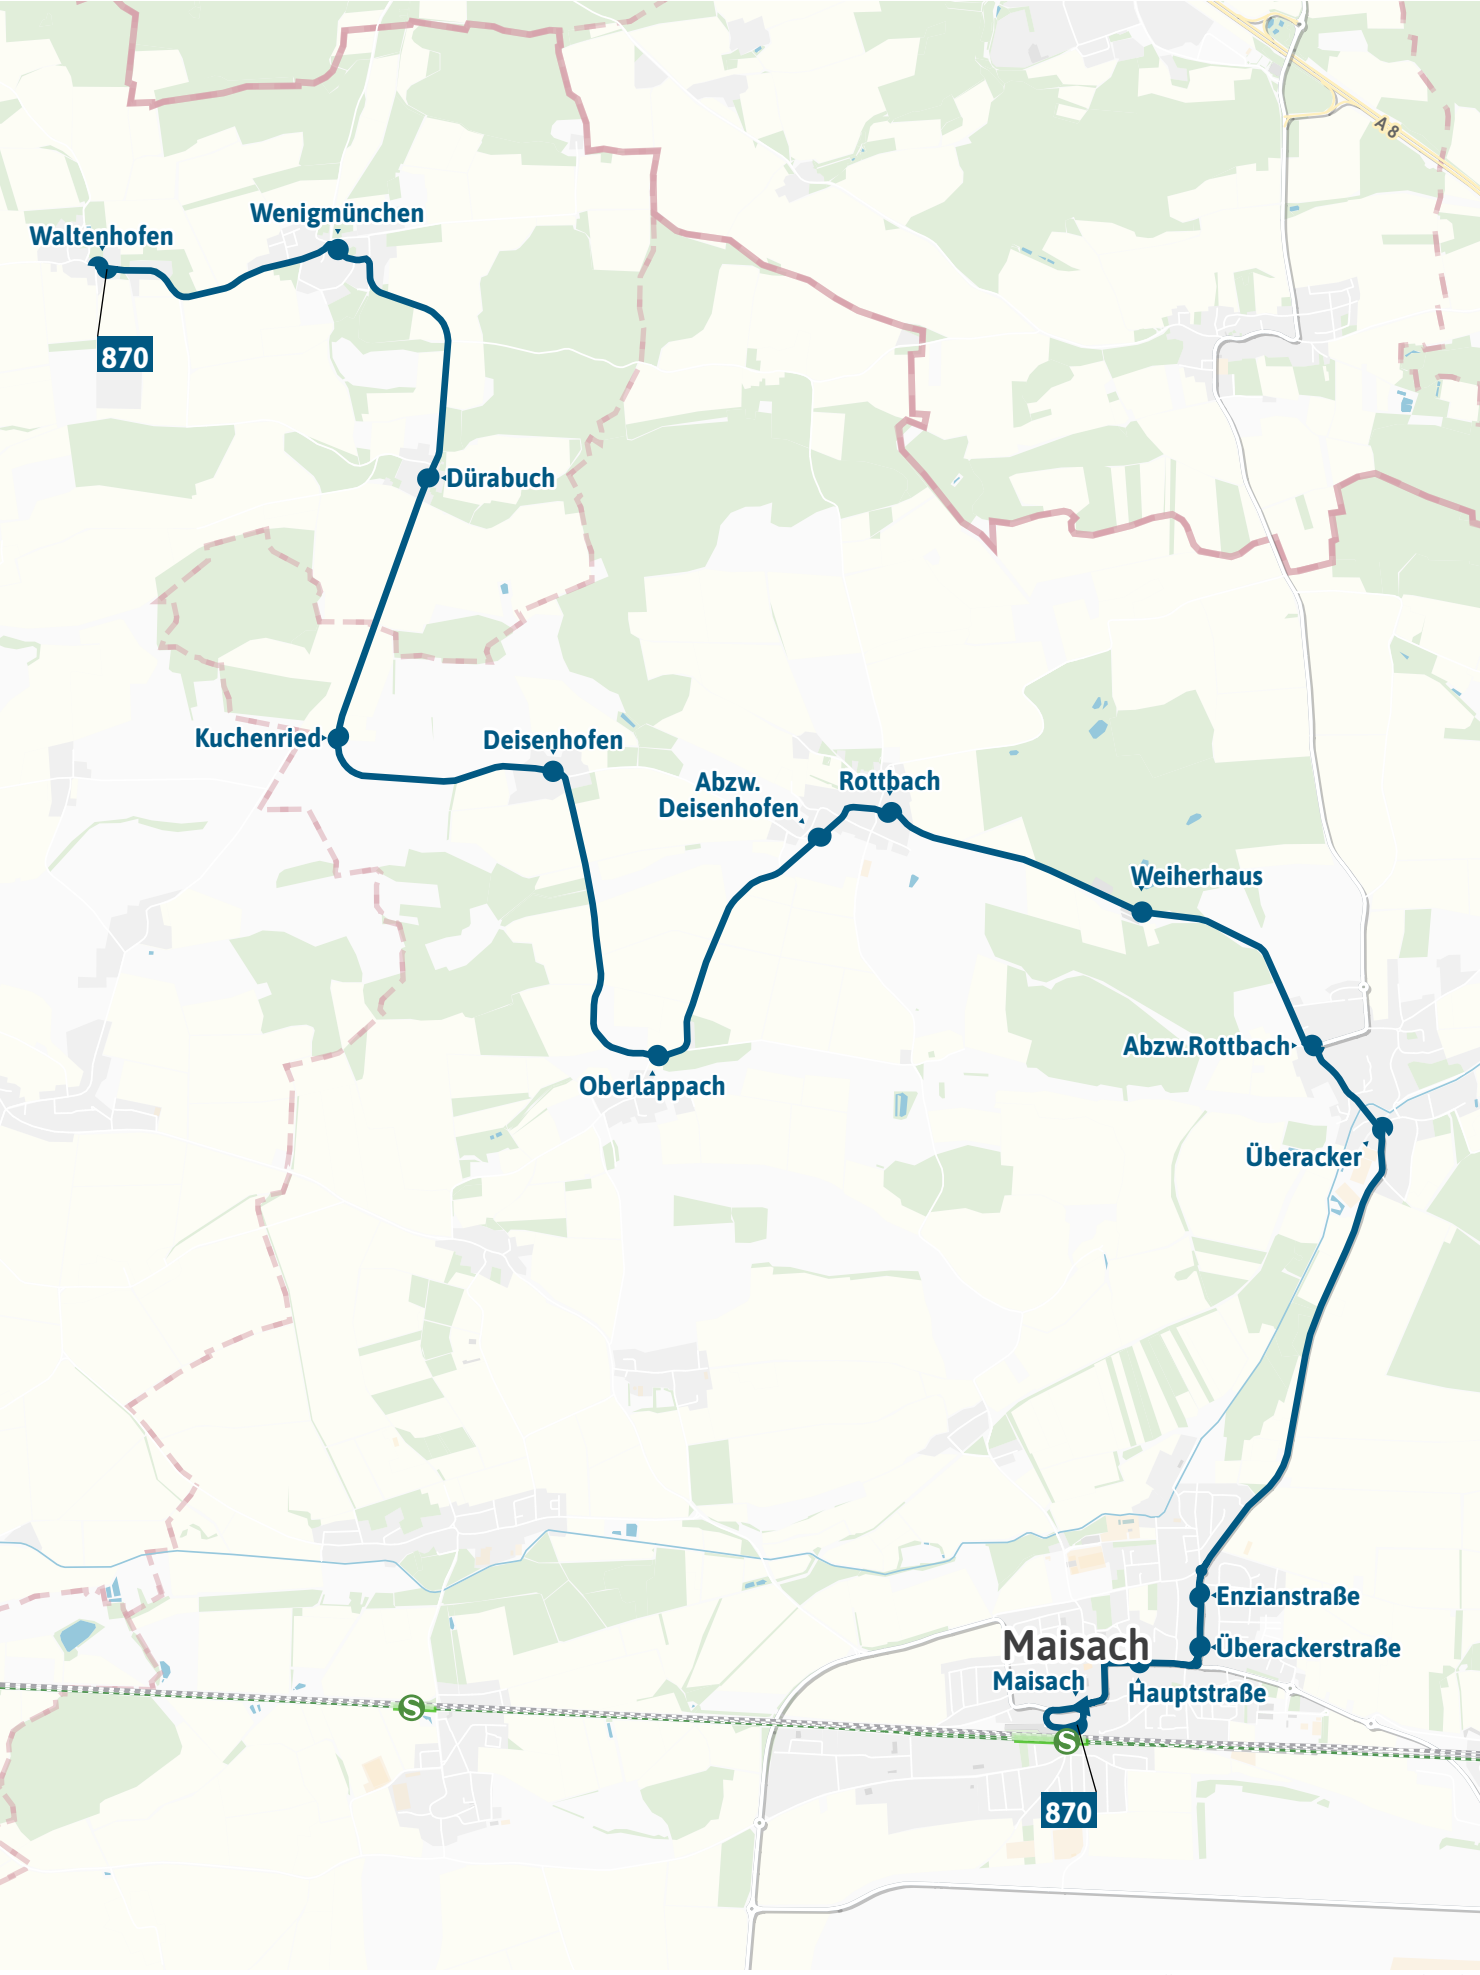 A 8
Wenigmünchen
Waltenhofen
870
Dürabuch
Kuchenried
Deisenhofen
Abzw.
Deisenhofen
Rottbach
Weiherhaus
Abzw.Rottbach
Oberlappach
Überacker
Enzianstraße
Maisach
Überackerstraße
Maisach
Hauptstraße
S
S
870